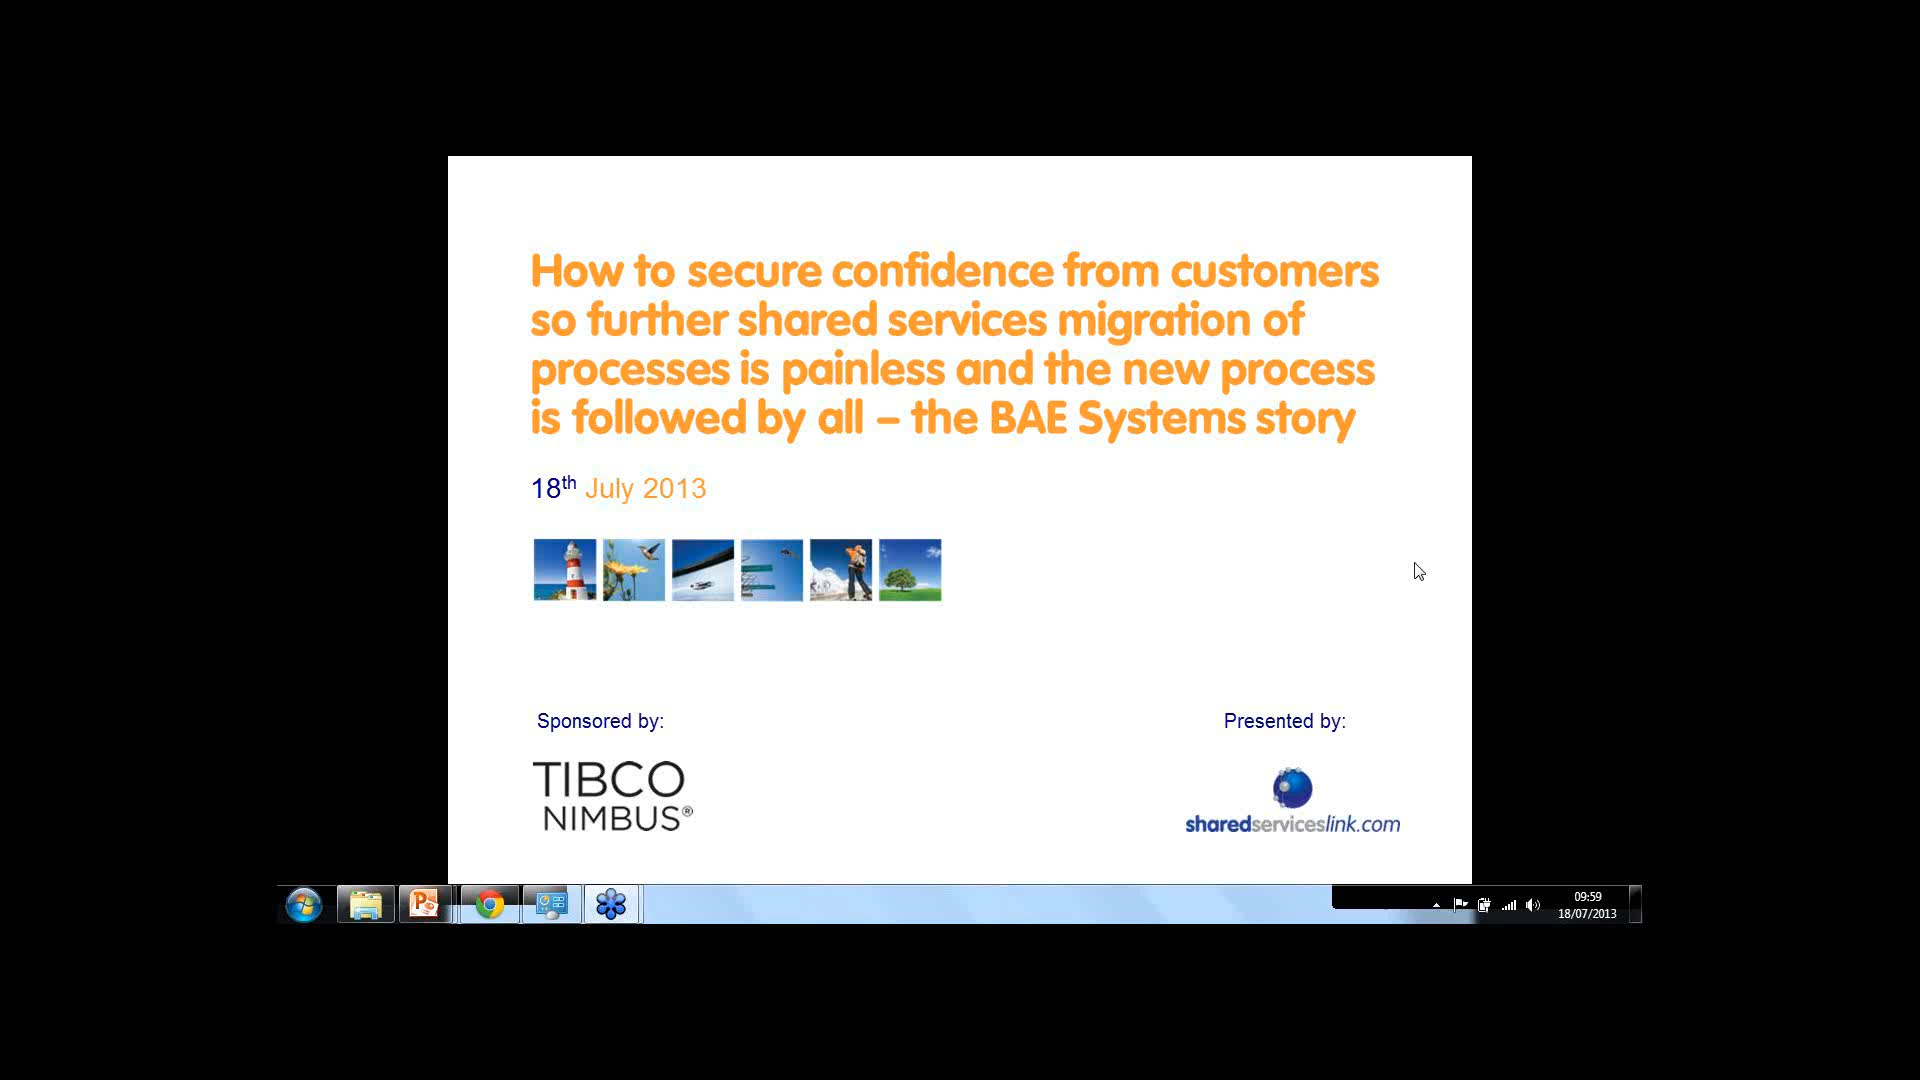 How to secure confidence from customers
so further shared services migration of
processes is painless and the new process
is followed by all – the BAE Systems story
18th July 2013
Sponsored by:
Presented by:
TIBCO
NIMBUS®
sharedserviceslink.com
09:59
18/07/2013